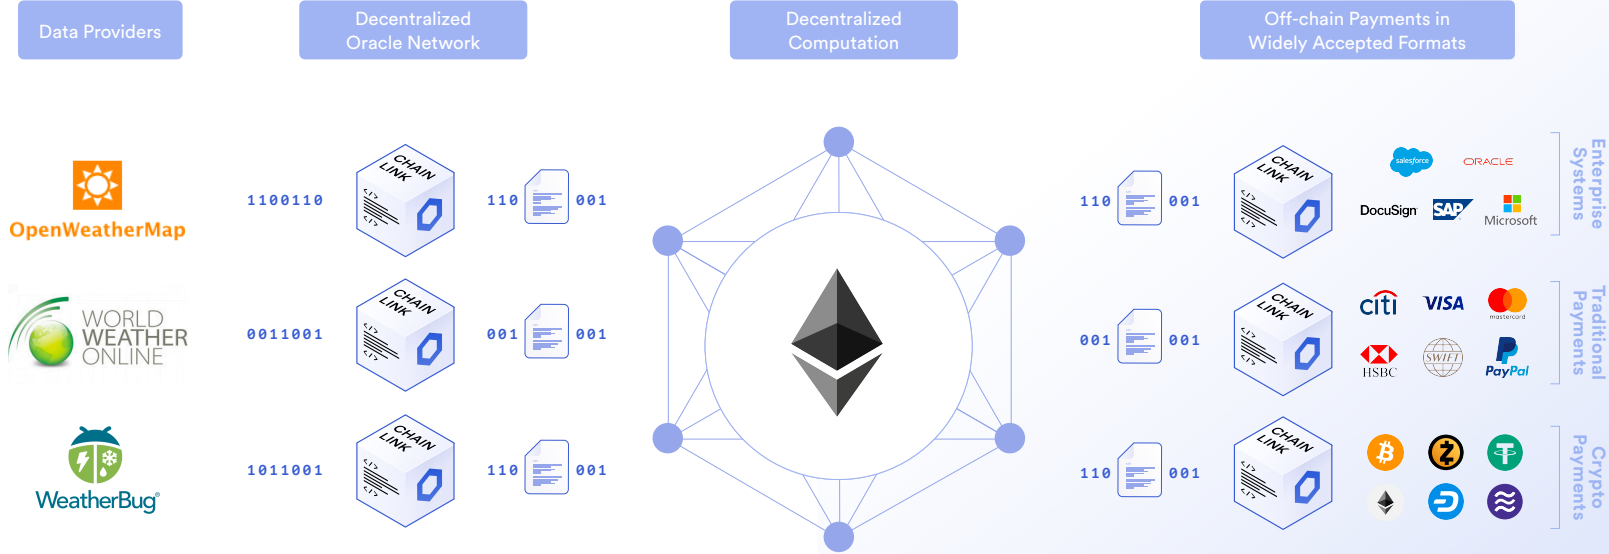 Data Providers
Decentralized
Oracle Network
Decentralized
Computation
Off-chain Payments in
Widely Accepted Formats
OpenWeatherMap
1100110
CHAIN
LINK
</>
</>
110
001
110
001
CHAIN
LINK
</>
</>
salesforce
ORACLE
DocuSign
SAP
Microsoft
Enterprise
Systems
WORLD
WEATHER
ONLINE
0011001
CHAIN
LINK
</>
</>
001
001
001
001
CHAIN
LINK
</>
</>
citi
VISA
mastercard
HSBC
SWIFT
PayPal
Traditional
Payments
WeatherBug®
1011001
CHAIN
LINK
</>
</>
110
001
110
001
CHAIN
LINK
</>
</>
Crypto
Payments